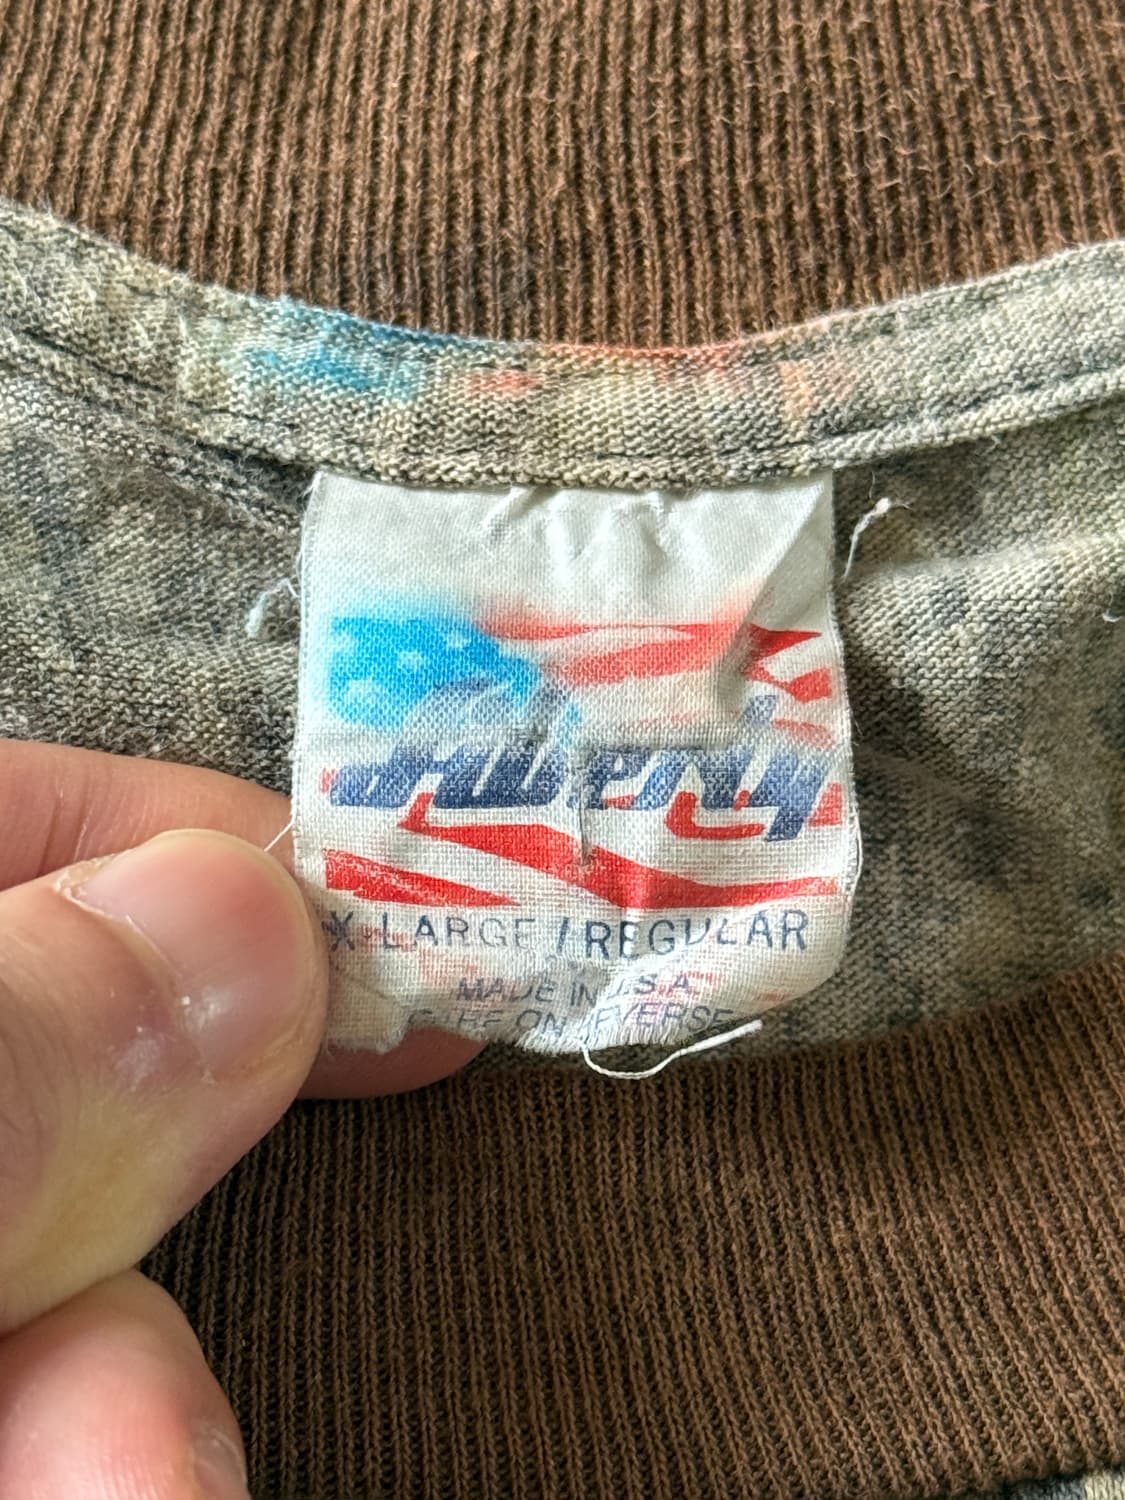 Liberty
X-LARGE / REGULAR
MADE IN U.S.A
CARE ON REVERSE